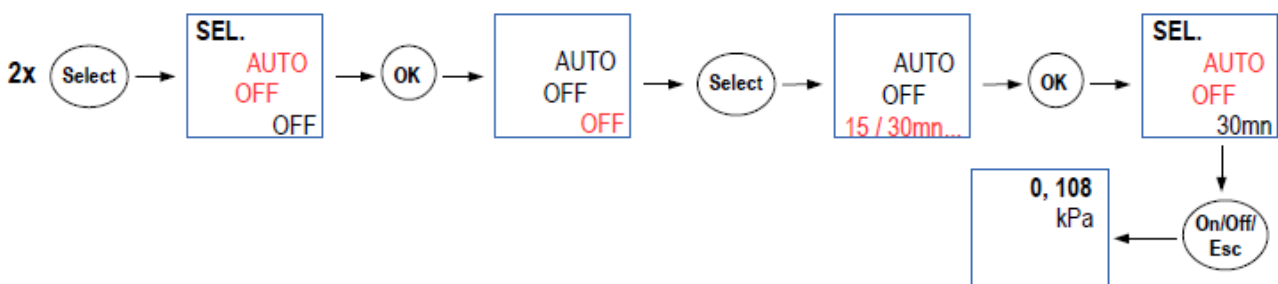 2x
Select
SEL.
AUTO
OFF
OFF
OK
AUTO
OFF
OFF
Select
AUTO
OFF
15 / 30mn...
OK
SEL.
AUTO
OFF
30mn
On/Off/
Esc
0, 108
kPa